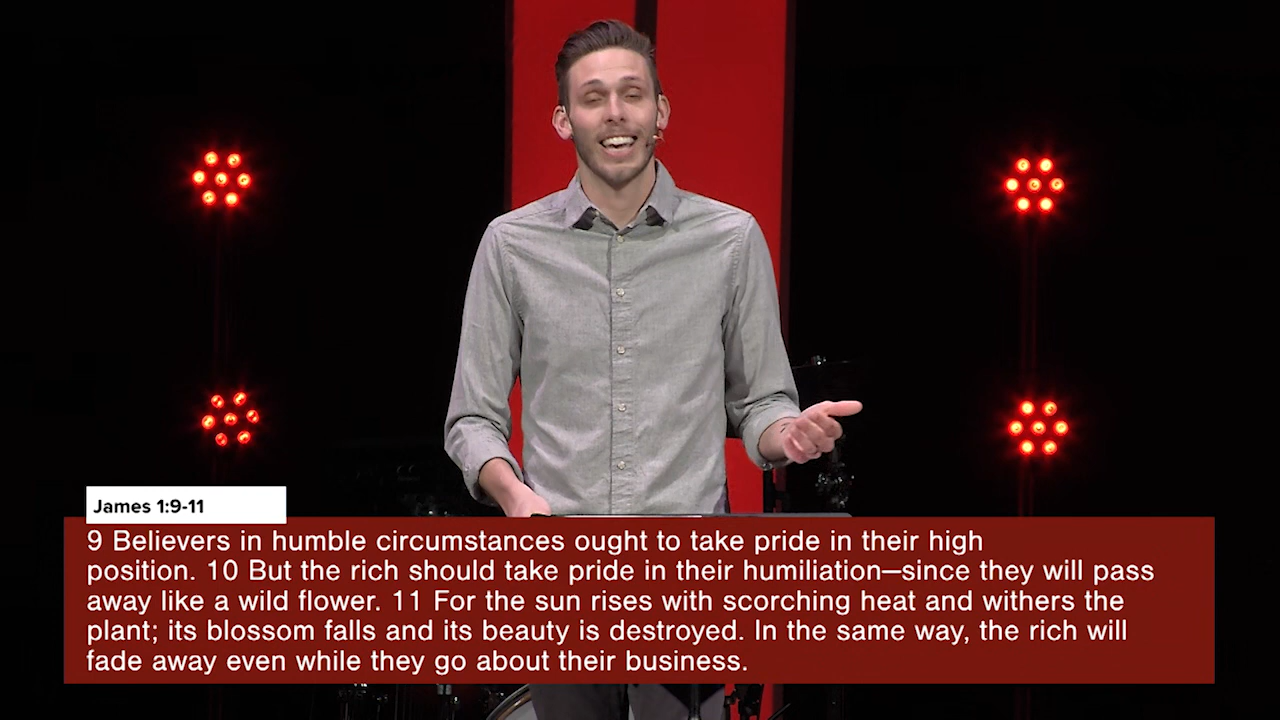 James 1:9-11
9 Believers in humble circumstances ought to take pride in their high
position. 10 But the rich should take pride in their humiliation—since they will pass
away like a wild flower. 11 For the sun rises with scorching heat and withers the
plant; its blossom falls and its beauty is destroyed. In the same way, the rich will
fade away even while they go about their business.